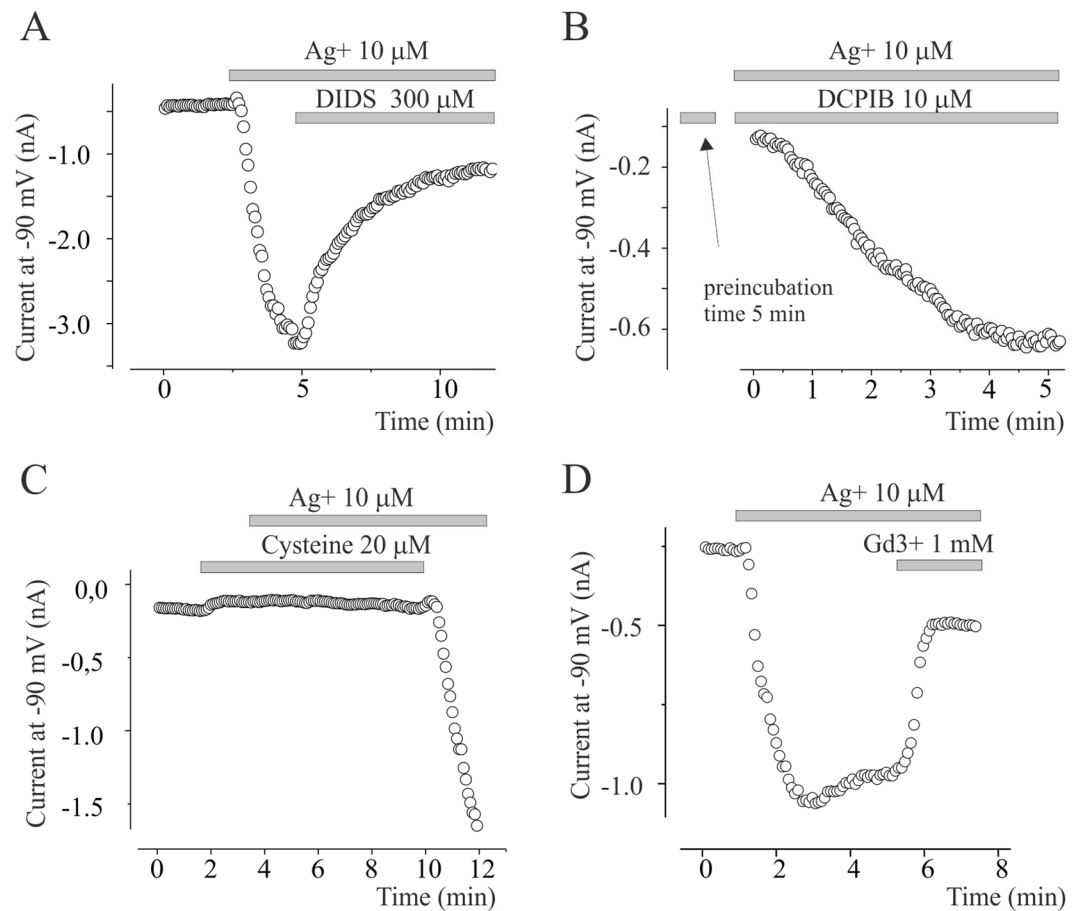 A
Ag+ 10 μM
DIDS 300 μM
Current at -90 mV (nA)
-1.0
-2.0
-3.0
0
5
10
Time (min)
B
Ag+ 10 μM
DCPIB 10 μM
Current at -90 mV (nA)
-0.2
-0.4
-0.6
preincubation
time 5 min
0
1
2
3
4
5
Time (min)
C
Ag+ 10 μM
Cysteine 20 μM
Current at -90 mV (nA)
0,0
-0,5
-1.0
-1.5
0
2
4
6
8
10
12
Time (min)
D
Ag+ 10 μM
Gd3+ 1 mM
Current at -90 mV (nA)
-0.5
-1.0
0
2
4
6
8
Time (min)